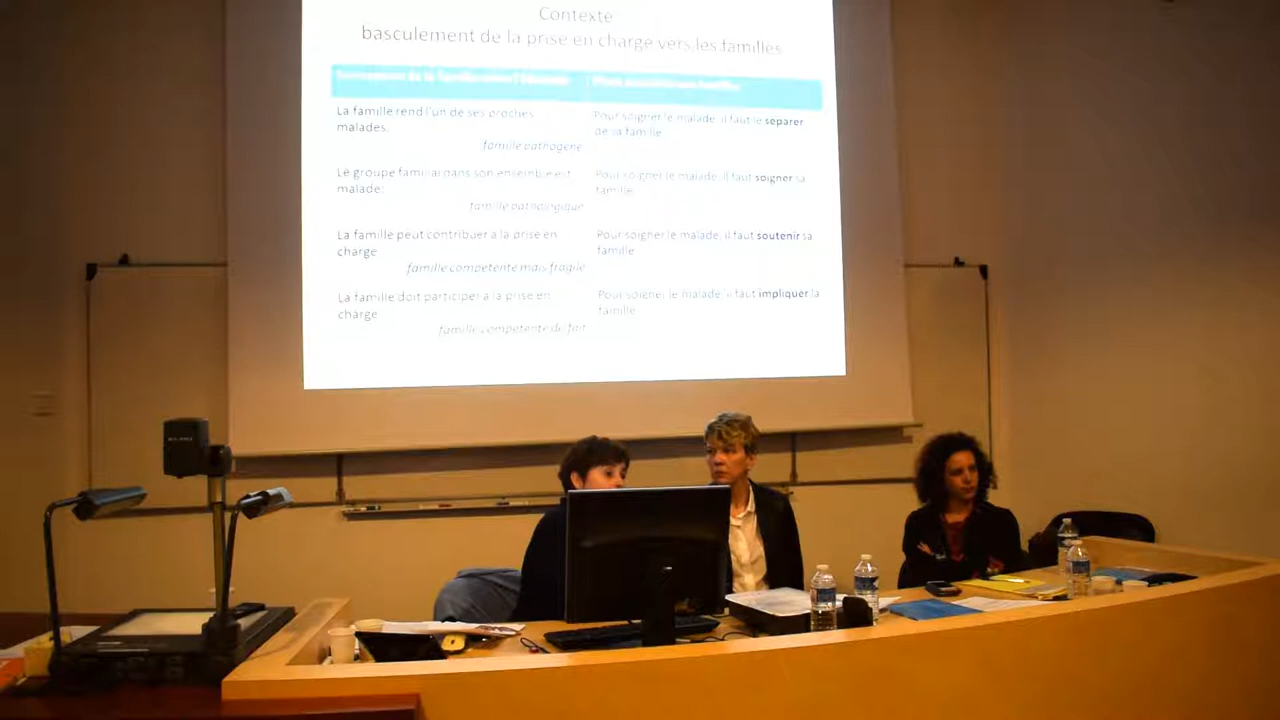 Contexte
basculement de la prise en charge vers les familles
La famille rend l'un de ses proches
malades.
famille pathogène
Pour soigner le malade, il faut le séparer
de sa famille
Le groupe familial dans son ensemble est
malade;
famille pathologique
Pour soigner le malade, il faut soigner sa
famille
La famille peut contribuer à la prise en
charge
famille compétente mais fragile
Pour soigner le malade, il faut soutenir sa
famille
La famille doit participer à la prise en
charge
famille compétente de fait
Pour soigner le malade, il faut impliquer la
famille